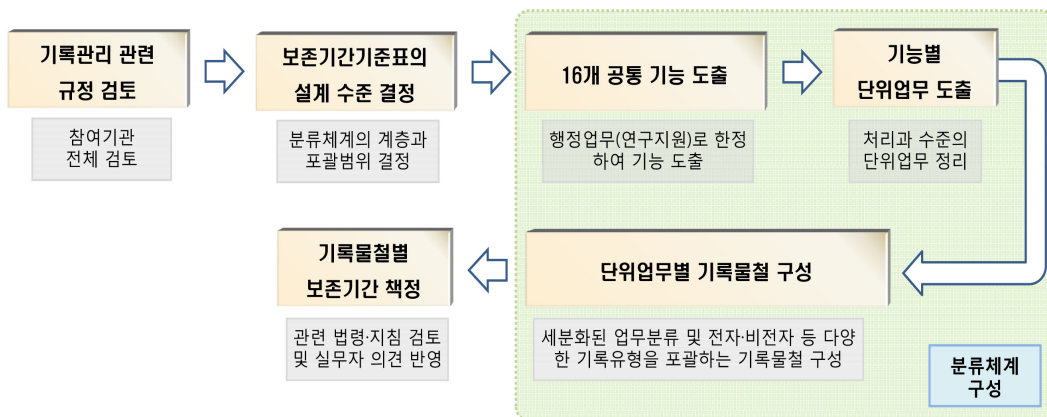 기록관리 관련
규정 검토
참여기관
전체 검토
보존기간기준표의
설계 수준 결정
분류체계의 계층과
포괄범위 결정
16개 공통 기능 도출
행정업무(연구지원)로 한정
하여 기능 도출
기능별
단위업무 도출
처리과 수준의
단위업무 정리
단위업무별 기록물철 구성
세분화된 업무분류 및 전자·비전자 등 다양
한 기록유형을 포괄하는 기록물철 구성
기록물철별
보존기간 책정
관련 법령·지침 검토
및 실무자 의견 반영
분류체계
구성